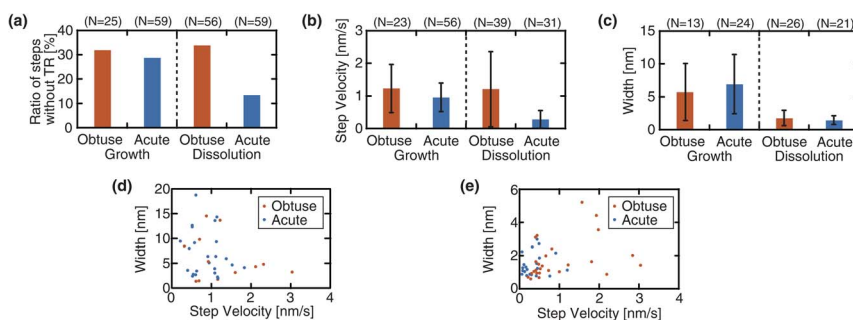 (a)
(N=25) (N=59) (N=56) (N=59)
Ratio of steps
without TR [%]
40
30
20
10
0
Obtuse Acute Obtuse Acute
Growth Dissolution
(b)
(N=23) (N=56) (N=39) (N=31)
Step Velocity [nm/s]
3
2
1
0
Obtuse Acute Obtuse Acute
Growth Dissolution
(c)
(N=13) (N=24) (N=26) (N=21)
Width [nm]
15
10
5
0
Obtuse Acute Obtuse Acute
Growth Dissolution
(d)
Width [nm]
20
15
10
5
0
Obtuse
Acute
0 1 2 3 4
Step Velocity [nm/s]
(e)
Width [nm]
6
4
2
0
Obtuse
Acute
0 1 2 3 4
Step Velocity [nm/s]